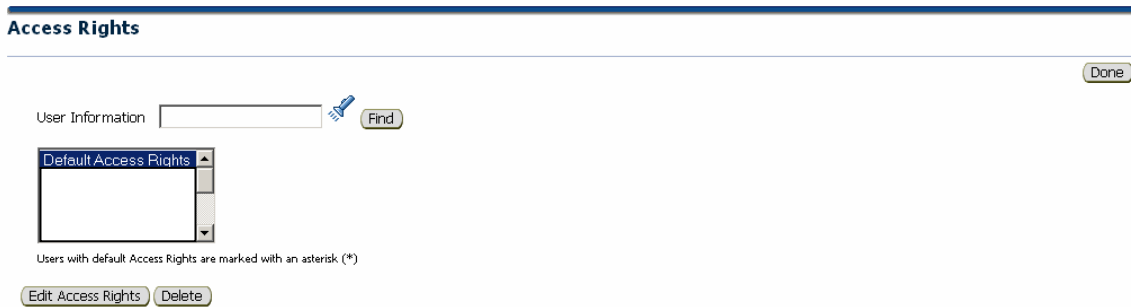 Access Rights
Done
User Information
Find
Default Access Rights
Users with default Access Rights are marked with an asterisk (*)
Edit Access Rights Delete